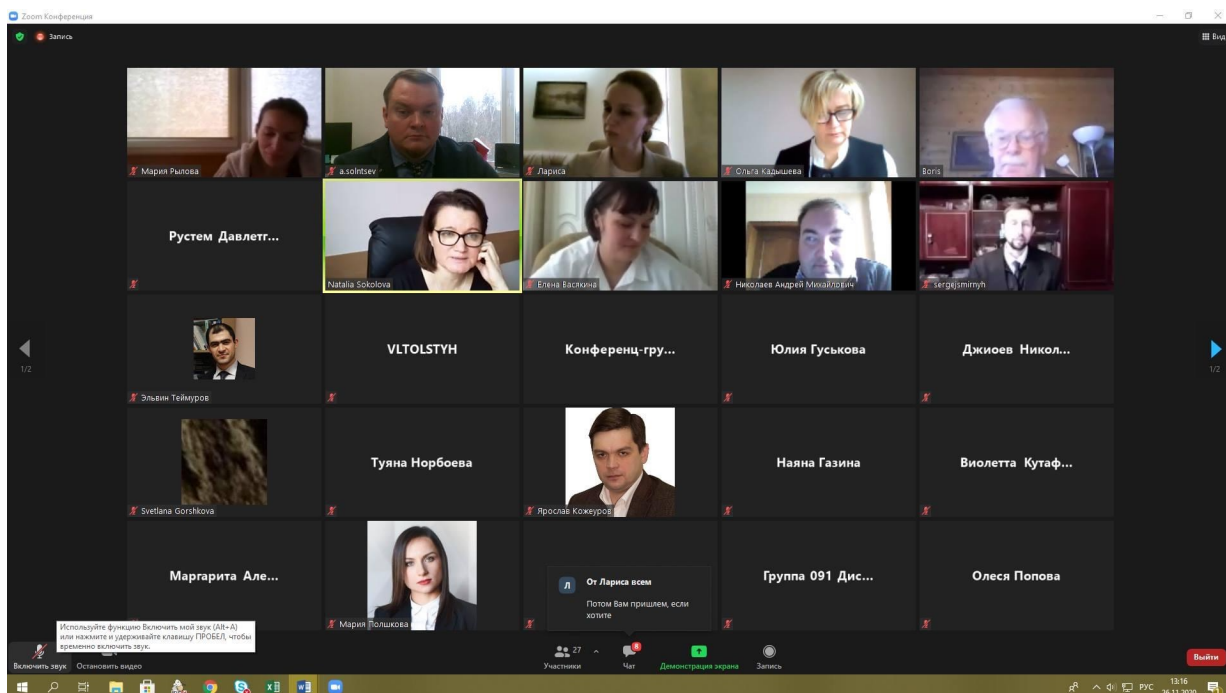 Zoom Конференция
Запись
Вид
Мария Рылова
a.solntsev
Лариса
Ольга Кадышева
Boris
Рустем Давлетг...
Natalia Sokolova
Елена Васякина
Николаев Андрей Михайлович
sergejsmirnyh
1/2
Эльвин Теймуров
VLTOLSTYH
Конференц-гру...
Юлия Гуськова
Джиоев Никол...
1/2
Svetlana Gorshkova
Туяна Норбоева
Ярослав Кожеуров
Наяна Газина
Виолетта Кутаф...
Маргарита Але...
Мария Полшкова
Л
От Лариса всем
Потом Вам пришлем, если
хотите
Группа 091 Дис...
Олеся Попова
Используйте функцию Включить мой звук (Alt+A)
или нажмите и удерживайте клавишу ПРОБЕЛ, чтобы
временно включить звук.
Включить звук
Остановить видео
27
Участники
8
Чат
Демонстрация экрана
Запись
Выйти
РУС
13:16
26.11.2020